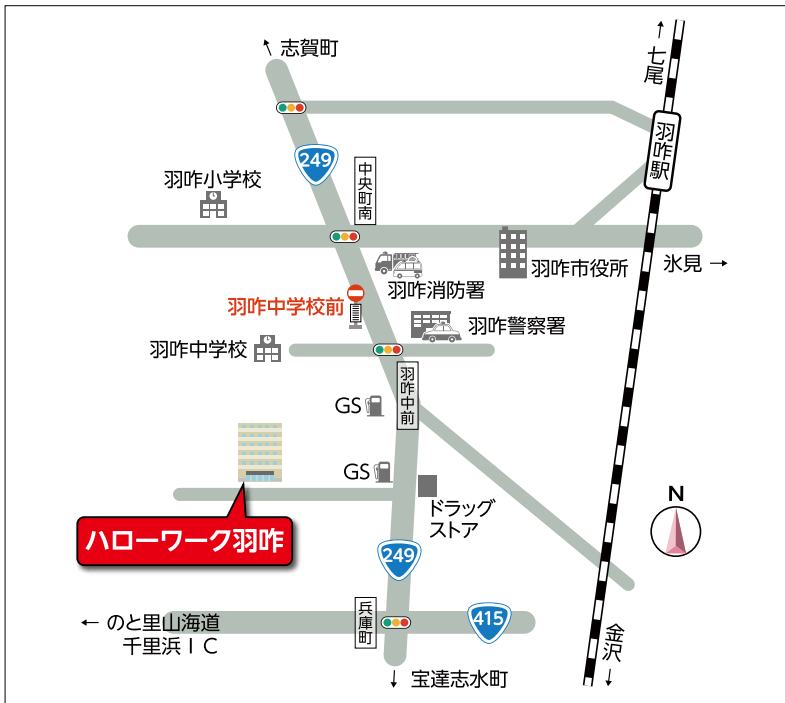 ↑ 志賀町
↑ 七尾
羽咋駅
249
中央町南
羽咋小学校
羽咋市役所
氷見 →
羽咋消防署
羽咋中学校前
羽咋警察署
羽咋中学校
羽咋中前
GS
GS
ドラッグ
ストア
N
ハローワーク羽咋
249
兵庫町
415
← のと里山海道
千里浜IC
金沢 ↓
↓ 宝達志水町